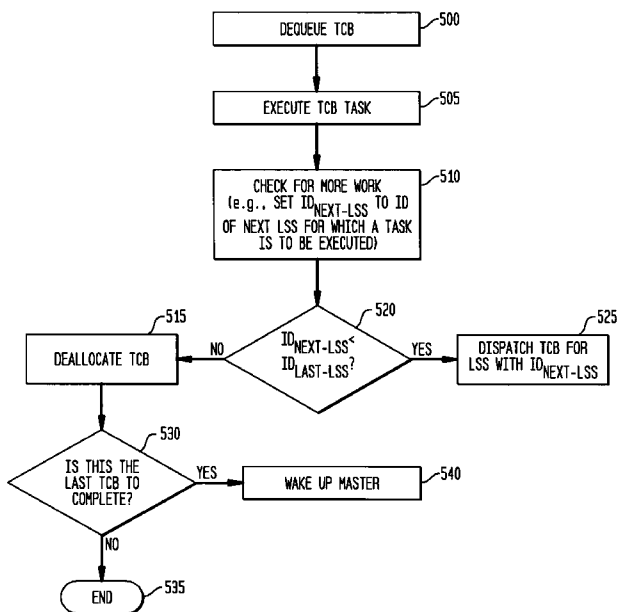 DEQUEUE TCB
500
EXECUTE TCB TASK
505
CHECK FOR MORE WORK
(e.g., SET IDNEXT-LSS TO ID
OF NEXT LSS FOR WHICH A TASK
IS TO BE EXECUTED)
510
515
DEALLOCATE TCB
NO
IDNEXT-LSS<
IDLAST-LSS?
520
YES
525
DISPATCH TCB FOR
LSS WITH IDNEXT-LSS
530
IS THIS THE
LAST TCB TO
COMPLETE?
YES
WAKE UP MASTER
540
NO
END
535